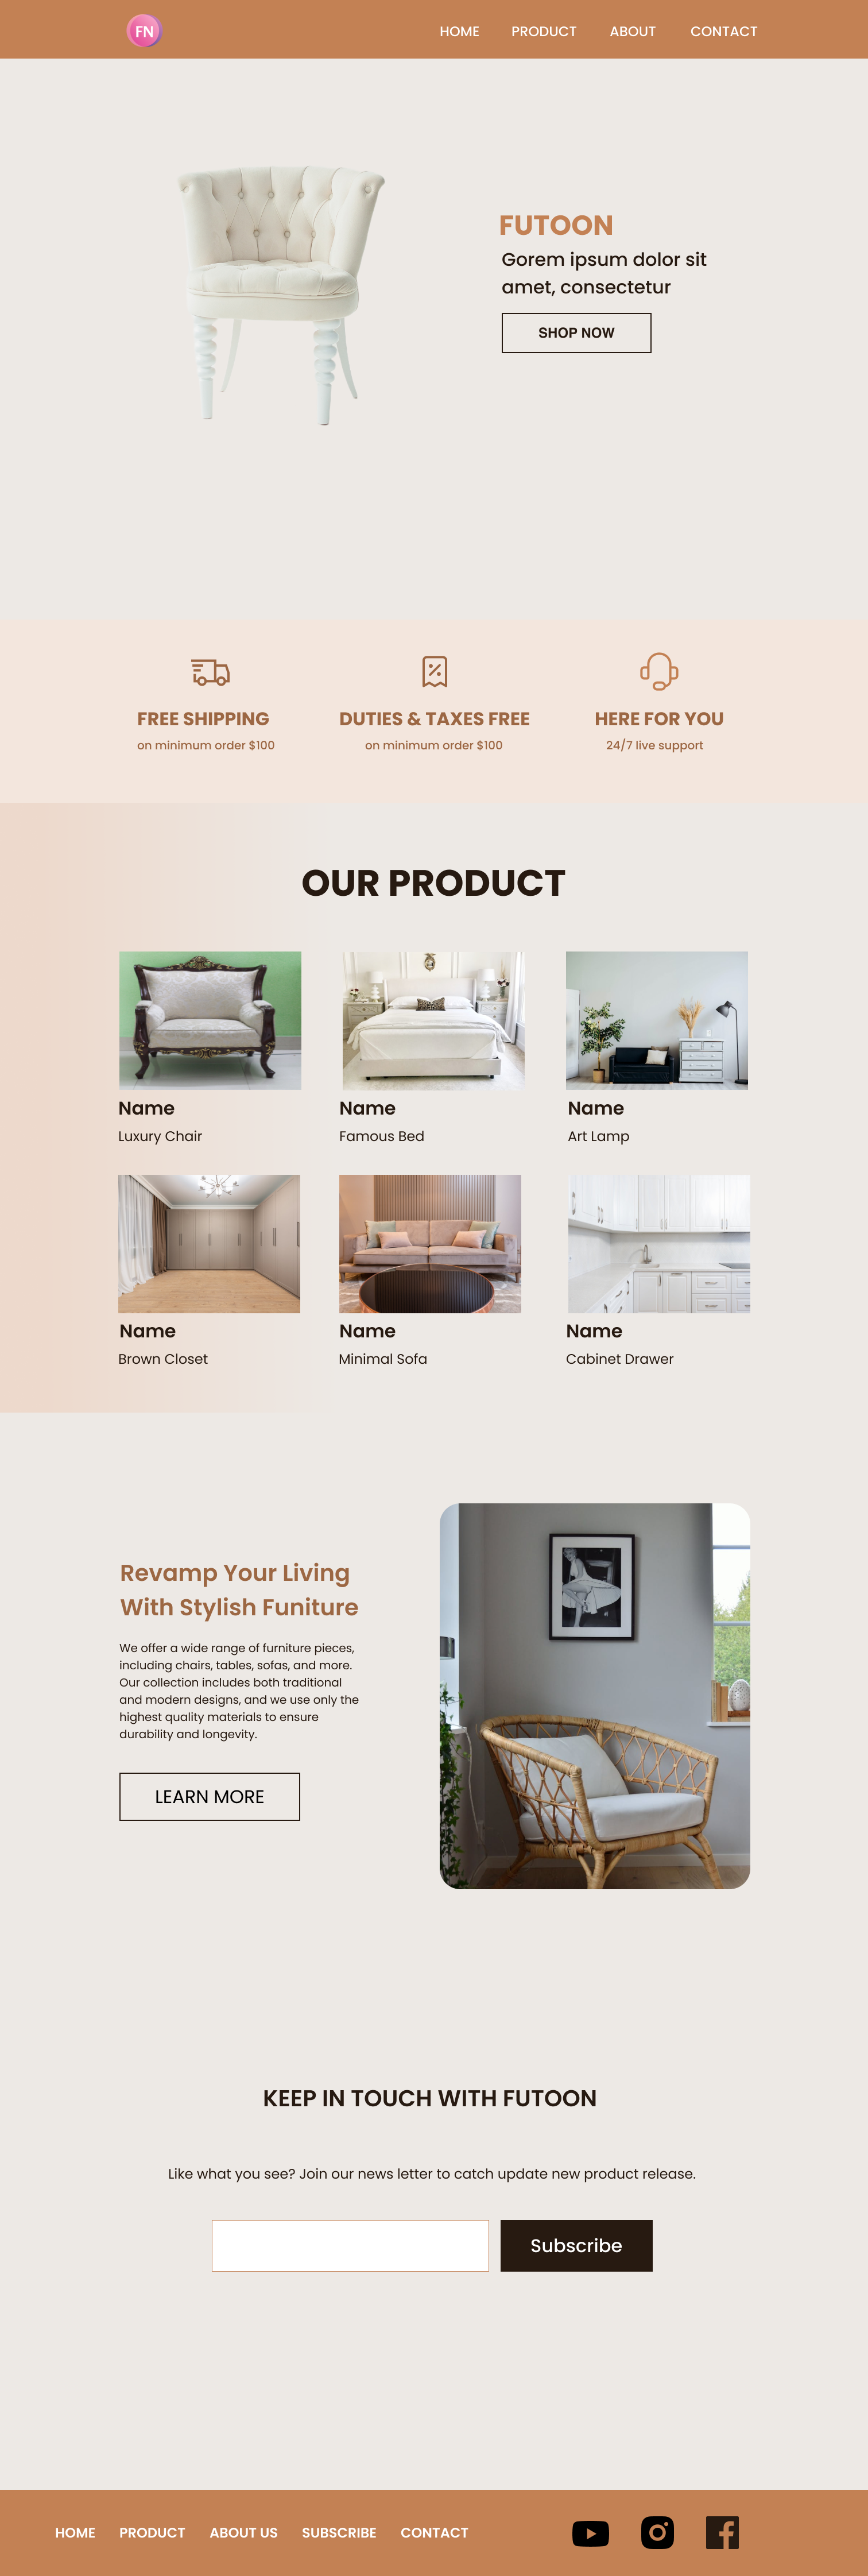 FN
HOME PRODUCT ABOUT CONTACT
FUTOON
Gorem ipsum dolor sit
amet, consectetur
SHOP NOW
FREE SHIPPING
on minimum order $100
DUTIES & TAXES FREE
on minimum order $100
HERE FOR YOU
24/7 live support
OUR PRODUCT
Name
Luxury Chair
Name
Famous Bed
Name
Art Lamp
Name
Brown Closet
Name
Minimal Sofa
Name
Cabinet Drawer
Revamp Your Living
With Stylish Funiture
We offer a wide range of furniture pieces,
including chairs, tables, sofas, and more.
Our collection includes both traditional
and modern designs, and we use only the
highest quality materials to ensure
durability and longevity.
LEARN MORE
KEEP IN TOUCH WITH FUTOON
Like what you see? Join our news letter to catch update new product release.
Subscribe
HOME PRODUCT ABOUT US SUBSCRIBE CONTACT